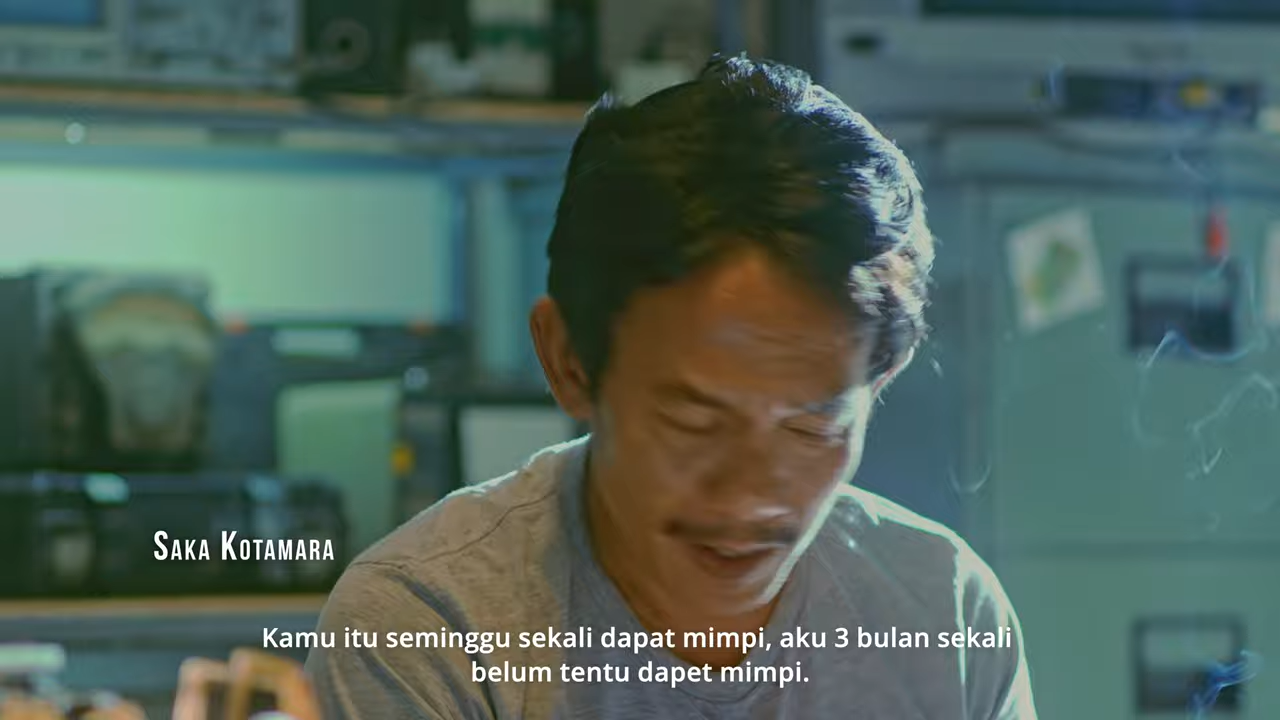 Saka Kotamara
Kamu itu seminggu sekali dapat mimpi, aku 3 bulan sekali
belum tentu dapet mimpi.